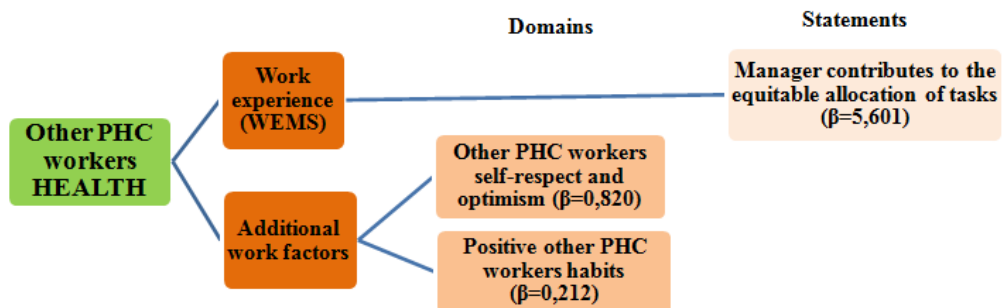 Domains
Statements
Other PHC
workers
HEALTH
Work
experience
(WEMS)
Manager contributes to the
equitable allocation of tasks
(β=5,601)
Additional
work factors
Other PHC workers
self-respect and
optimism (β=0,820)
Positive other PHC
workers habits
(β=0,212)